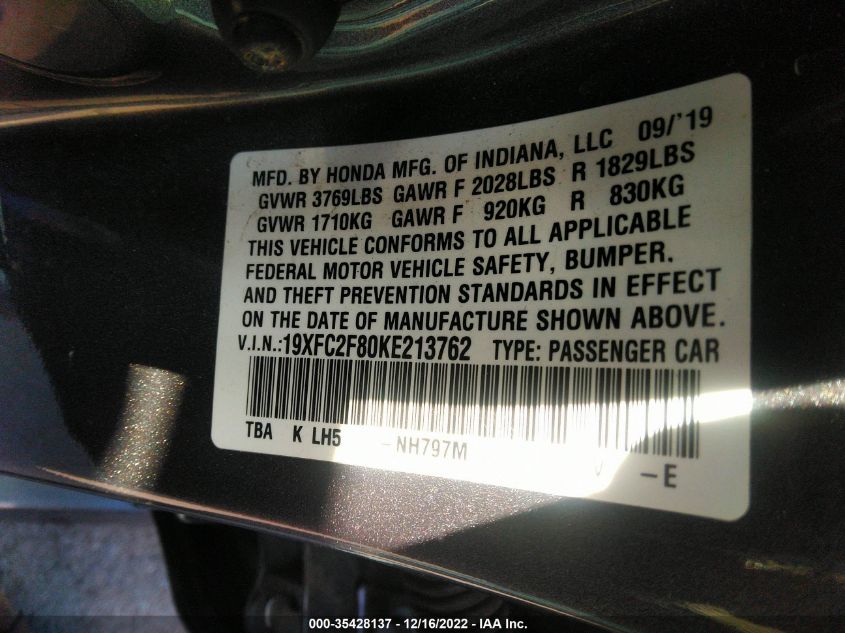 MFD. BY HONDA MFG. OF INDIANA, LLC 09/'19
GVWR 3769LBS GAWR F 2028LBS R 1829LBS
GVWR 1710KG GAWR F 920KG R 830KG
THIS VEHICLE CONFORMS TO ALL APPLICABLE
FEDERAL MOTOR VEHICLE SAFETY, BUMPER.
AND THEFT PREVENTION STANDARDS IN EFFECT
ON THE DATE OF MANUFACTURE SHOWN ABOVE.
V.I.N.:19XFC2F80KE213762 TYPE: PASSENGER CAR
TBA K LH5 -NH797M -E
000-35428137 - 12/16/2022 - IAA Inc.